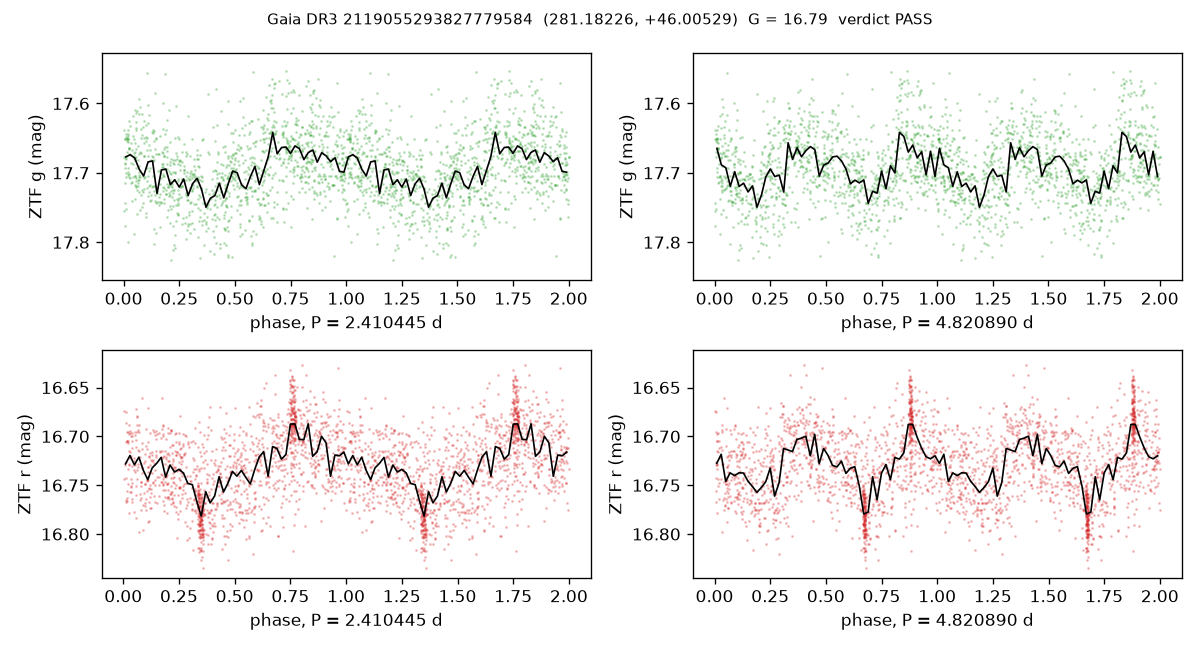 Gaia DR3 2119055293827779584 (281.18226, +46.00529) G = 16.79 verdict PASS
ZTF g (mag)
17.6
17.7
17.8
0.00 0.25 0.50 0.75 1.00 1.25 1.50 1.75 2.00
phase, P = 2.410445 d
ZTF g (mag)
17.6
17.7
17.8
0.00 0.25 0.50 0.75 1.00 1.25 1.50 1.75 2.00
phase, P = 4.820890 d
ZTF r (mag)
16.65
16.70
16.75
16.80
0.00 0.25 0.50 0.75 1.00 1.25 1.50 1.75 2.00
phase, P = 2.410445 d
ZTF r (mag)
16.65
16.70
16.75
16.80
0.00 0.25 0.50 0.75 1.00 1.25 1.50 1.75 2.00
phase, P = 4.820890 d